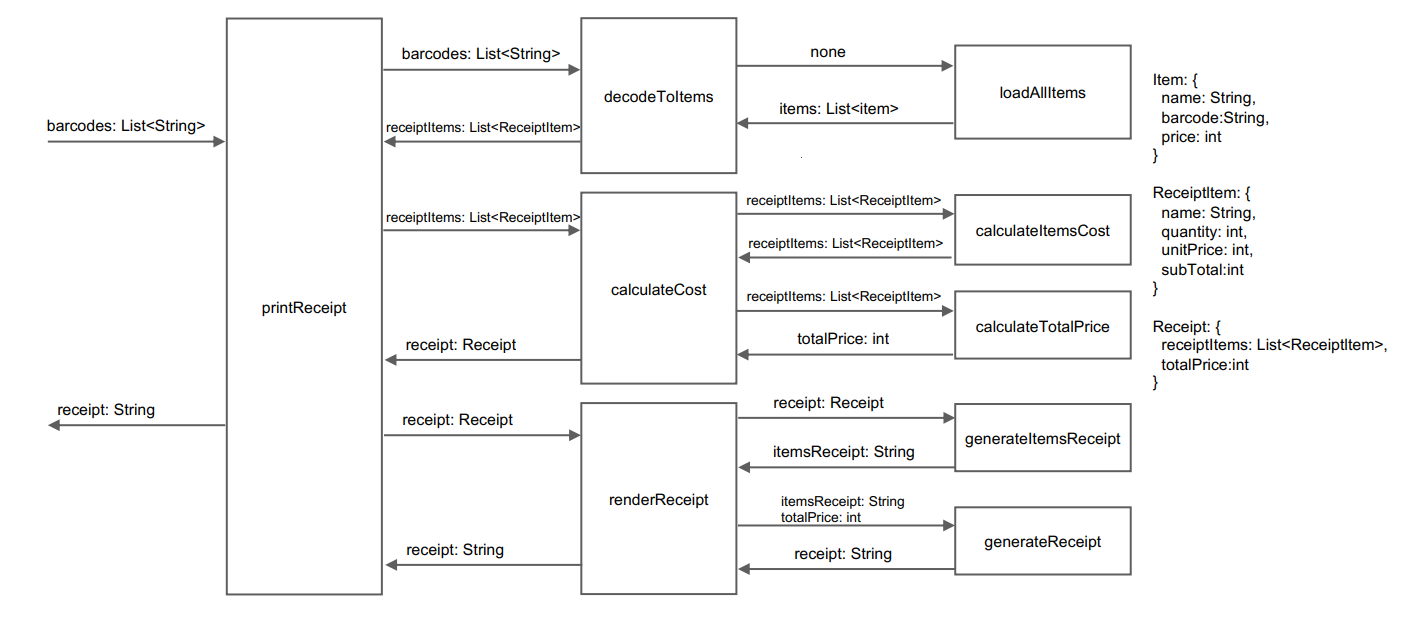 barcodes: List<String>
printReceipt
receipt: String
barcodes: List<String>
receiptItems: List<ReceiptItem>
receiptItems: List<ReceiptItem>
receipt: Receipt
receipt: Receipt
receipt: String
decodeToItems
calculateCost
renderReceipt
none
items: List<item>
receiptItems: List<ReceiptItem>
receiptItems: List<ReceiptItem>
receiptItems: List<ReceiptItem>
totalPrice: int
receipt: Receipt
itemsReceipt: String
itemsReceipt: String
totalPrice: int
receipt: String
loadAllItems
calculateItemsCost
calculateTotalPrice
generateItemsReceipt
generateReceipt
Item: {
name: String,
barcode:String,
price: int
}
ReceiptItem: {
name: String,
quantity: int,
unitPrice: int,
subTotal:int
}
Receipt: {
receiptItems: List<ReceiptItem>,
totalPrice:int
}